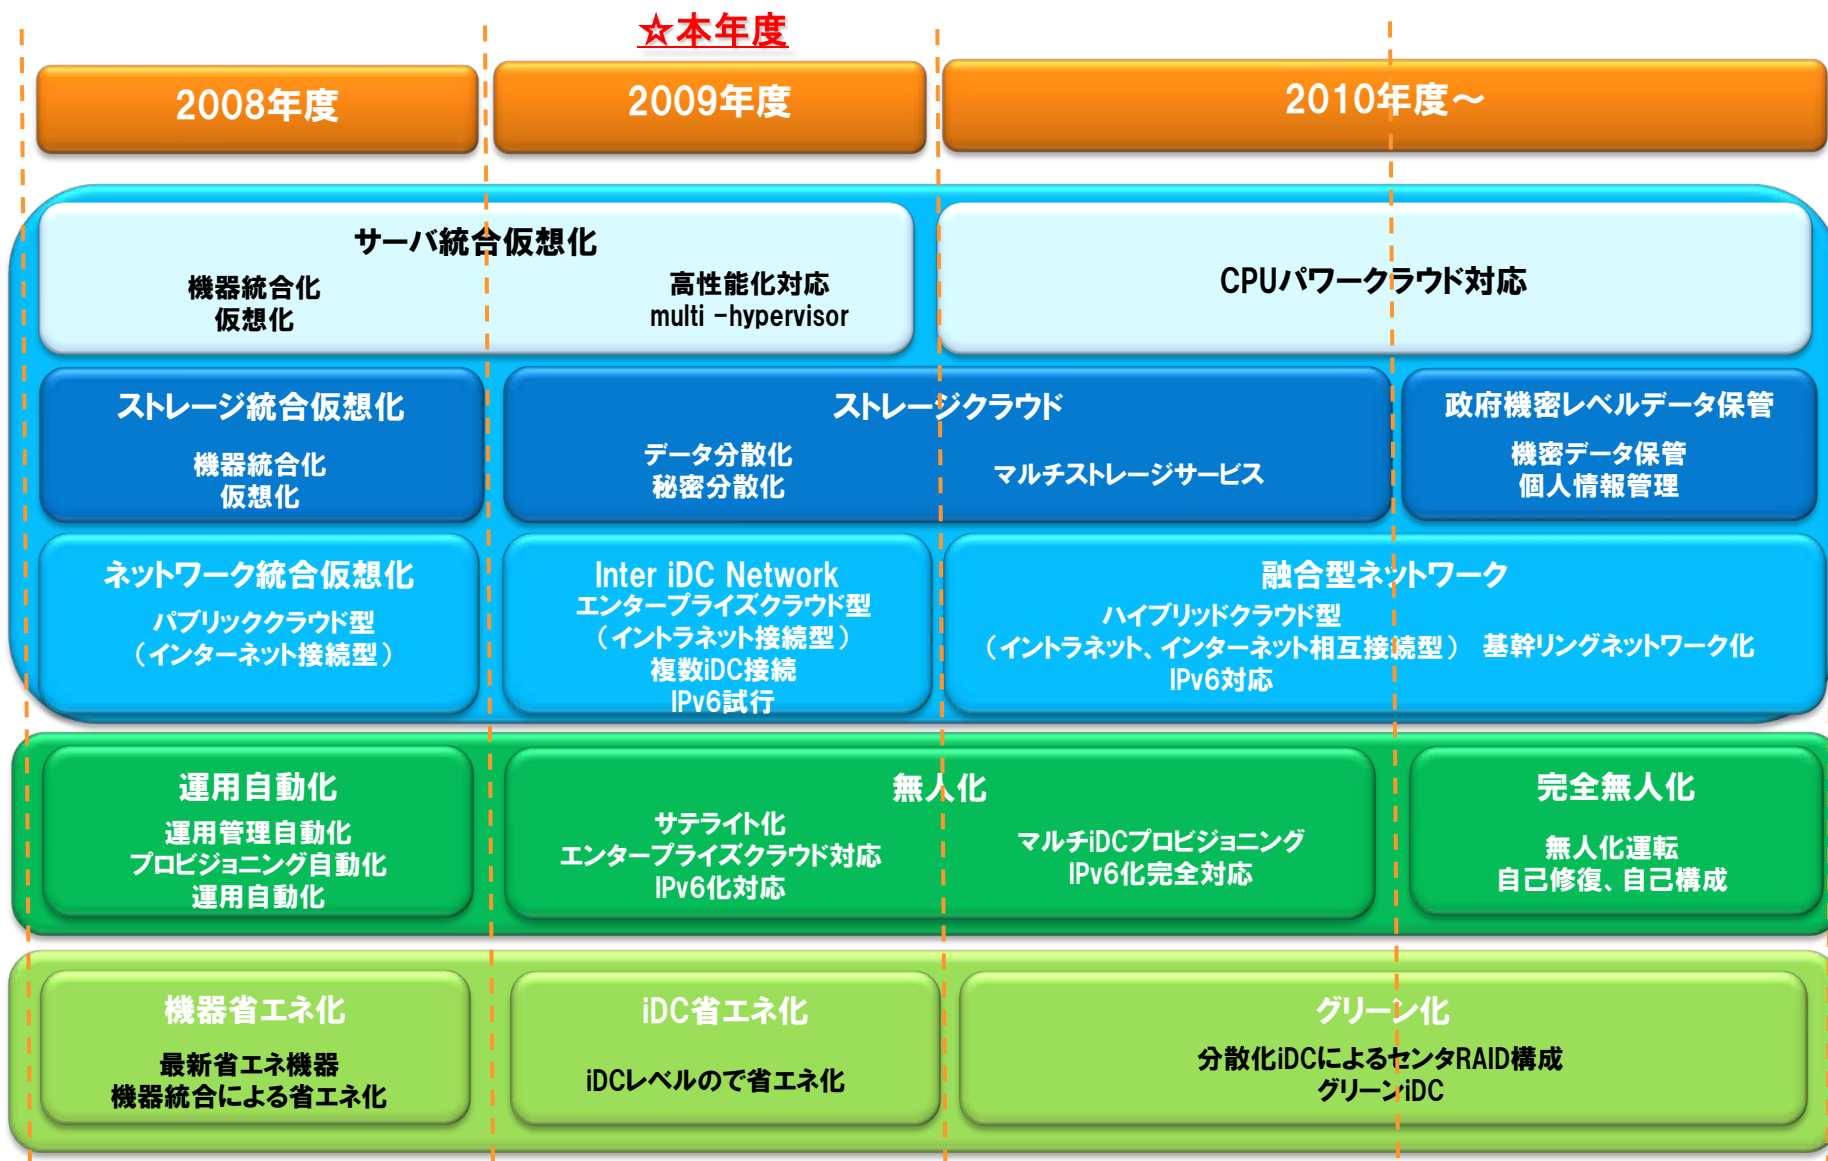 ☆本年度
2008年度
2009年度
2010年度～
サーバ統合仮想化
機器統合化
仮想化
高性能化対応
multi －hypervisor
CPUパワークラウド対応
ストレージ統合仮想化
機器統合化
仮想化
ストレージクラウド
データ分散化
秘密分散化
マルチストレージサービス
政府機密レベルデータ保管
機密データ保管
個人情報管理
ネットワーク統合仮想化
パブリッククラウド型
（インターネット接続型）
Inter iDC Network
エンタープライズクラウド型
（イントラネット接続型）
複数iDC接続
IPv6試行
融合型ネットワーク
ハイブリッドクラウド型
（イントラネット、インターネット相互接続型）
IPv6対応
基幹リングネットワーク化
運用自動化
運用管理自動化
プロビジョニング自動化
運用自動化
無人化
サテライト化
エンタープライズクラウド対応
IPv6化対応
マルチiDCプロビジョニング
IPv6化完全対応
完全無人化
無人化運転
自己修復、自己構成
機器省エネ化
最新省エネ機器
機器統合による省エネ化
iDC省エネ化
iDCレベルので省エネ化
グリーン化
分散化iDCによるセンタRAID構成
グリーンiDC